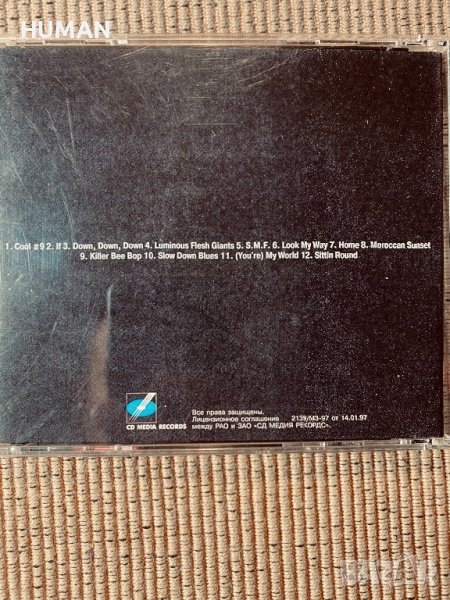 HUMAN
1. Cool #9 2. If 3. Down, Down, Down 4. Luminous Flesh Giants 5. S.M.F. 6. Look My Way 7. Home 8. Moroccan Sunset
9. Killer Bee Bop 10. Slow Down Blues 11. (You're) My World 12. Sittin Round
CD MEDIA RECORDS
Все права защищены.
Лицензионное соглашение 2139/МЗ-97 от 14.01.97
между РАО и ЗАО «СД МЕДИА РЕКОРДС».